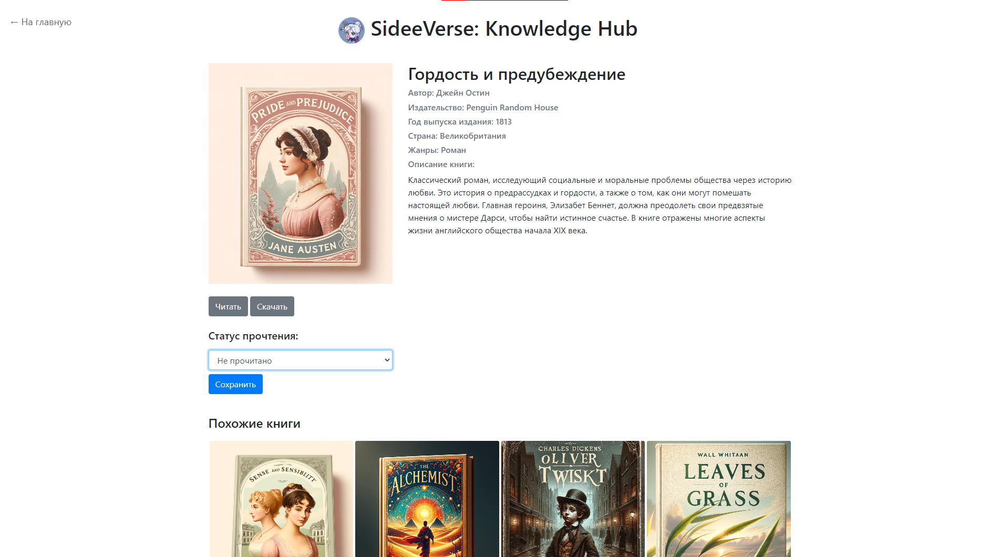 ← На главную
SideeVerse: Knowledge Hub
PRIDE AND PREJUDIICE
JANE AUSTEN
Гордость и предубеждение
Автор: Джейн Остин
Издательство: Penguin Random House
Год выпуска издания: 1813
Страна: Великобритания
Жанры: Роман
Описание книги:
Классический роман, исследующий социальные и моральные проблемы общества через историю
любви. Это история о предрассудках и гордости, а также о том, как они могут помешать
настоящей любви. Главная героиня, Элизабет Беннет, должна преодолеть свои предвзятые
мнения о мистере Дарси, чтобы найти истинное счастье. В книге отражены многие аспекты
жизни английского общества начала XIX века.
Читать Скачать
Статус прочтения:
Не прочитано
Сохранить
Похожие книги
SENSE AND SENSIBLIITY
THE
ALCHEMIST
CHARLES DICKENS
OLIVER
TWISKT
WALL WHITAAN
LEAVES
OF
GRASS